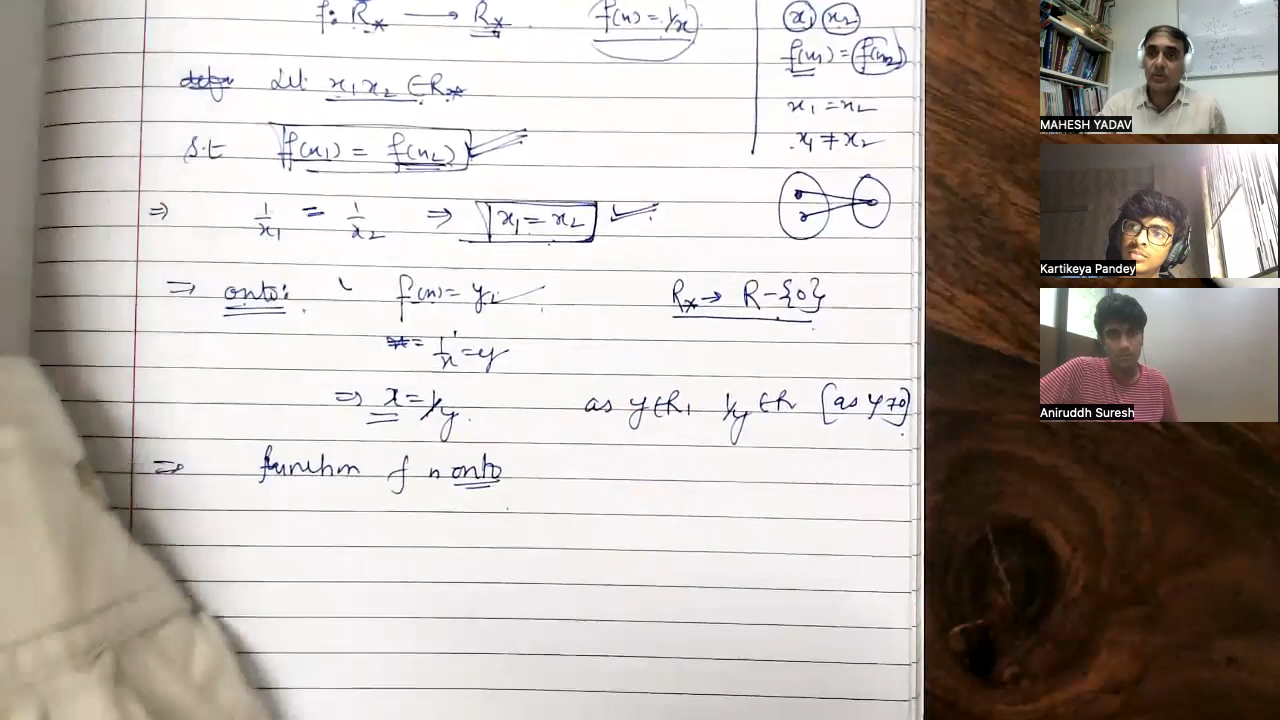 f: R* → R* f(x) = 1/x
Let x1 x2 ∈ R*
s.t f(x1) = f(x2)
⇒ 1/x1 = 1/x2 ⇒ x1 = x2
⇒ onto: f(x) = y
R* → R-{0}
= 1/x = y
⇒ x = 1/y as y∈R, 1/y ∈R [as y≠0]
⇒ function f is onto
x1 x2
f(x1) = f(x2)
x1 = x2
x1 ≠ x2
MAHESH YADAV
Kartikeya Pandey
Aniruddh Suresh